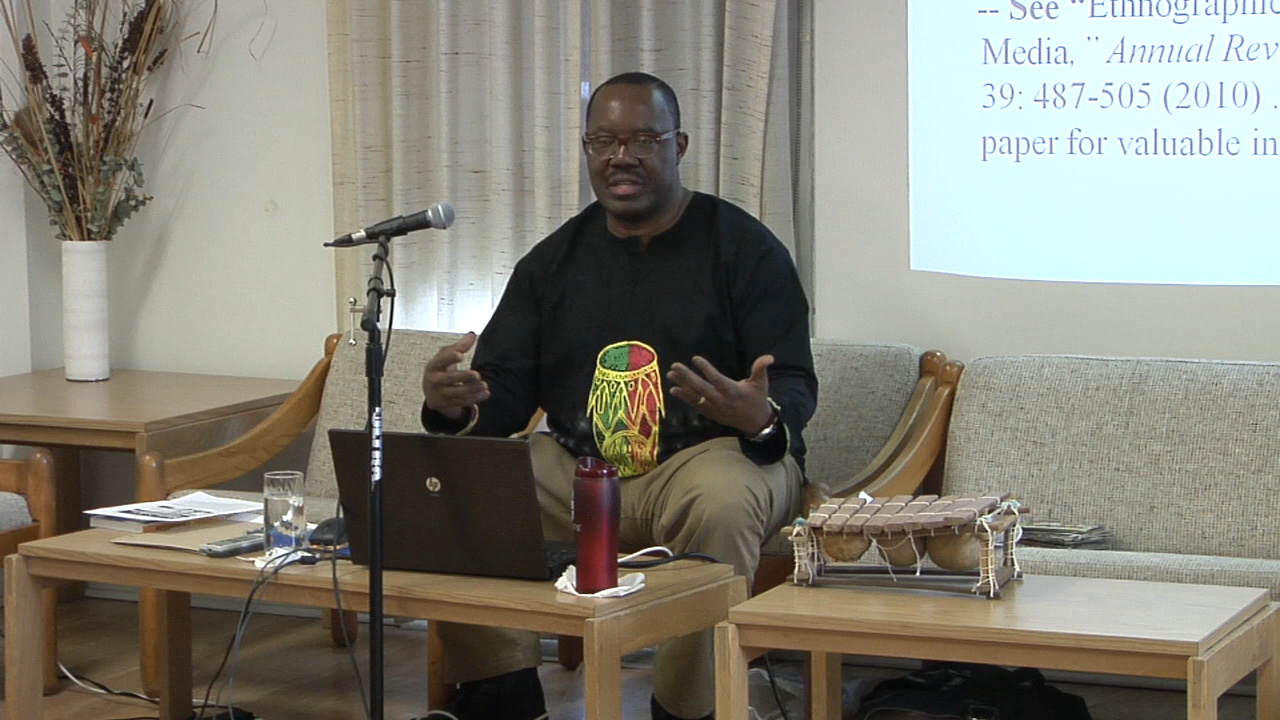 -- See “Ethnographic
Media,” Annual Rev
39: 487-505 (2010) .
paper for valuable in
hp